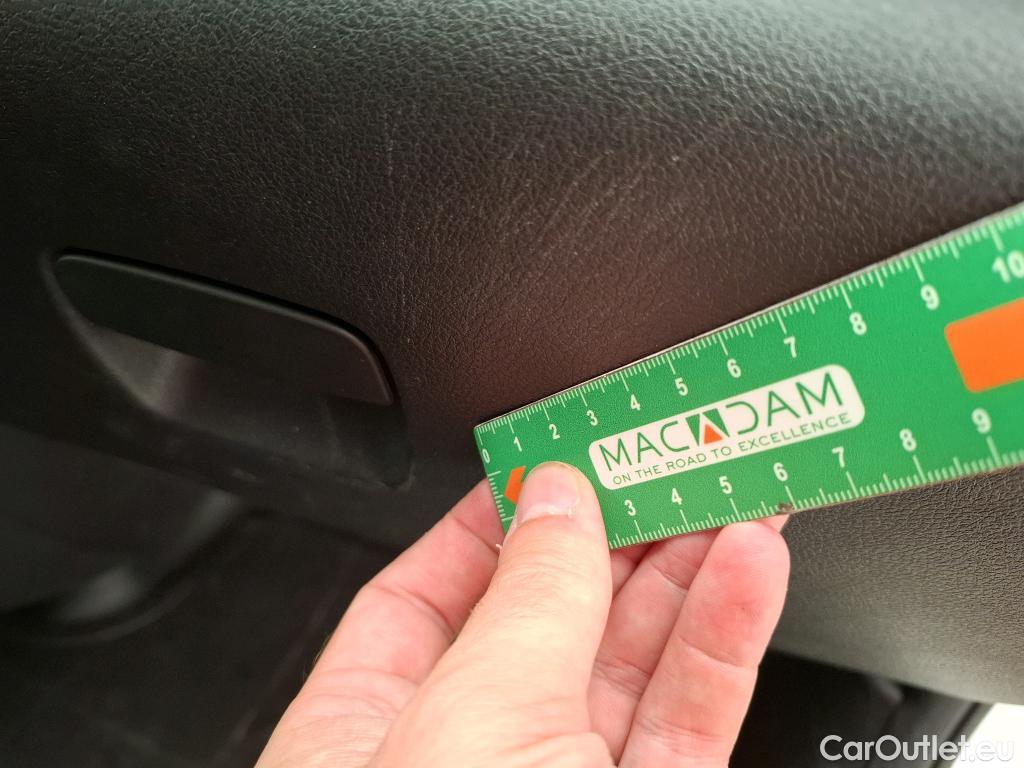 0 1 2 3 4 5 6 7 8 9 10
MACADAM
ON THE ROAD TO EXCELLENCE
3 4 5 6 7 8 9
CarOutlet.eu